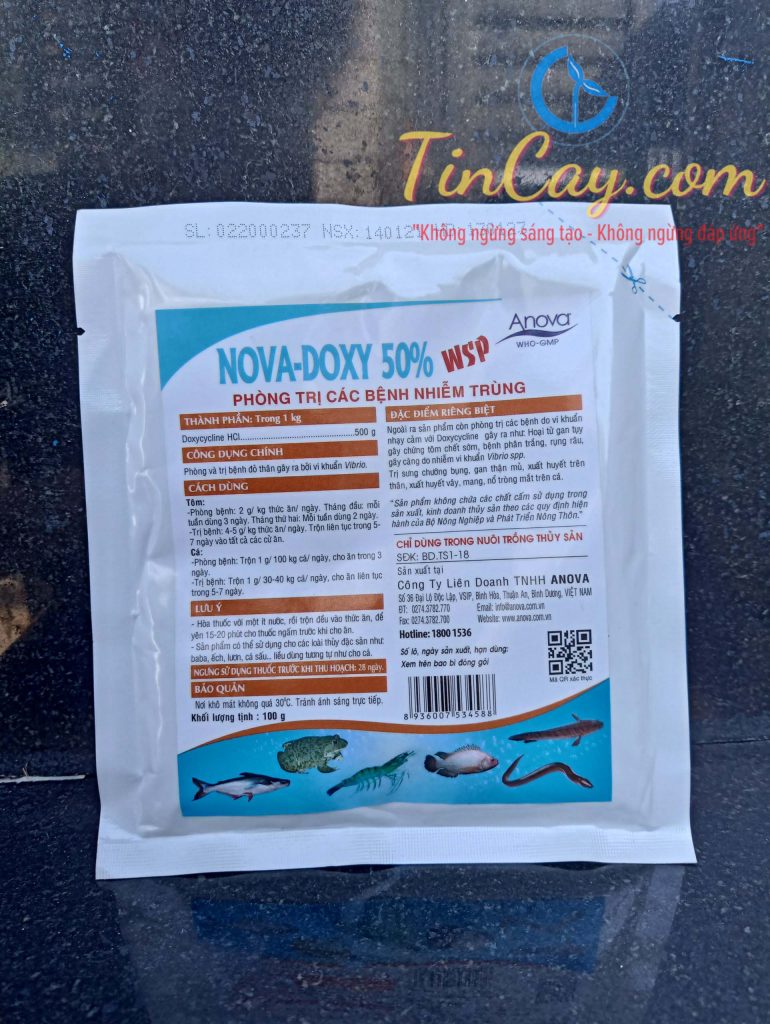 TinCay.com
"Không ngừng sáng tạo - Không ngừng đáp ứng"
SL: 022000237 NSX: 14012
Anova
WHO-GMP
NOVA-DOXY 50% WSP
PHÒNG TRỊ CÁC BỆNH NHIỄM TRÙNG
THÀNH PHẦN: Trong 1 kg
Doxycycline HCl..................................................500 g
CÔNG DỤNG CHÍNH
Phòng và trị bệnh đỏ thân gây ra bởi vi khuẩn Vibrio.
CÁCH DÙNG
Tôm:
-Phòng bệnh: 2 g/ kg thức ăn/ ngày. Tháng đầu: mỗi
tuần dùng 3 ngày. Tháng thứ hai: Mỗi tuần dùng 2 ngày.
-Trị bệnh: 4-5 g/ kg thức ăn/ ngày. Trộn liên tục trong 5-
7 ngày vào tất cả các cử ăn.
Cá:
-Phòng bệnh: Trộn 1 g/ 100 kg cá/ ngày, cho ăn trong 3
ngày.
-Trị bệnh: Trộn 1 g/ 30-40 kg cá/ ngày, cho ăn liên tục
trong 5-7 ngày.
LƯU Ý
- Hòa thuốc với một ít nước, rồi trộn đều vào thức ăn, để
yên 15-20 phút cho thuốc ngấm trước khi cho ăn.
- Sản phẩm có thể sử dụng cho các loài thủy đặc sản như:
baba, ếch, lươn, cá sấu... liều dùng tương tự như cho cá.
NGƯNG SỬ DỤNG THUỐC TRƯỚC KHI THU HOẠCH: 28 ngày.
BẢO QUẢN
Nơi khô mát không quá 30°C. Tránh ánh sáng trực tiếp.
Khối lượng tịnh : 100 g
ĐẶC ĐIỂM RIÊNG BIỆT
Ngoài ra sản phẩm còn phòng trị các bệnh do vi khuẩn
nhạy cảm với Doxycycline gây ra như: Hoại tử gan tụy
gây chứng tôm chết sớm, bệnh phân trắng, rụng râu,
gãy càng do nhiễm vi khuẩn Vibrio spp.
Trị sưng chướng bụng, gan thận mủ, xuất huyết trên
thân, xuất huyết vây, mang, nổ tròng mắt trên cá.
"Sản phẩm không chứa các chất cấm sử dụng trong
sản xuất, kinh doanh thủy sản theo các quy định hiện
hành của Bộ Nông Nghiệp và Phát Triển Nông Thôn."
CHỈ DÙNG TRONG NUÔI TRỒNG THỦY SẢN
SĐK: BD.TS1-18
Sản xuất tại
Công Ty Liên Doanh TNHH ANOVA
Số 36 Đại Lộ Độc Lập, VSIP, Bình Hòa, Thuận An, Bình Dương, VIỆT NAM
ĐT: 0274.3782.770 Email: info@anova.com.vn
Fax: 0274.3782.700 Website: www.anova.com.vn
Hotline: 1800 1536
Số lô, ngày sản xuất, hạn dùng:
Xem trên bao bì đóng gói
Mã QR xác thực
8 936007 534588